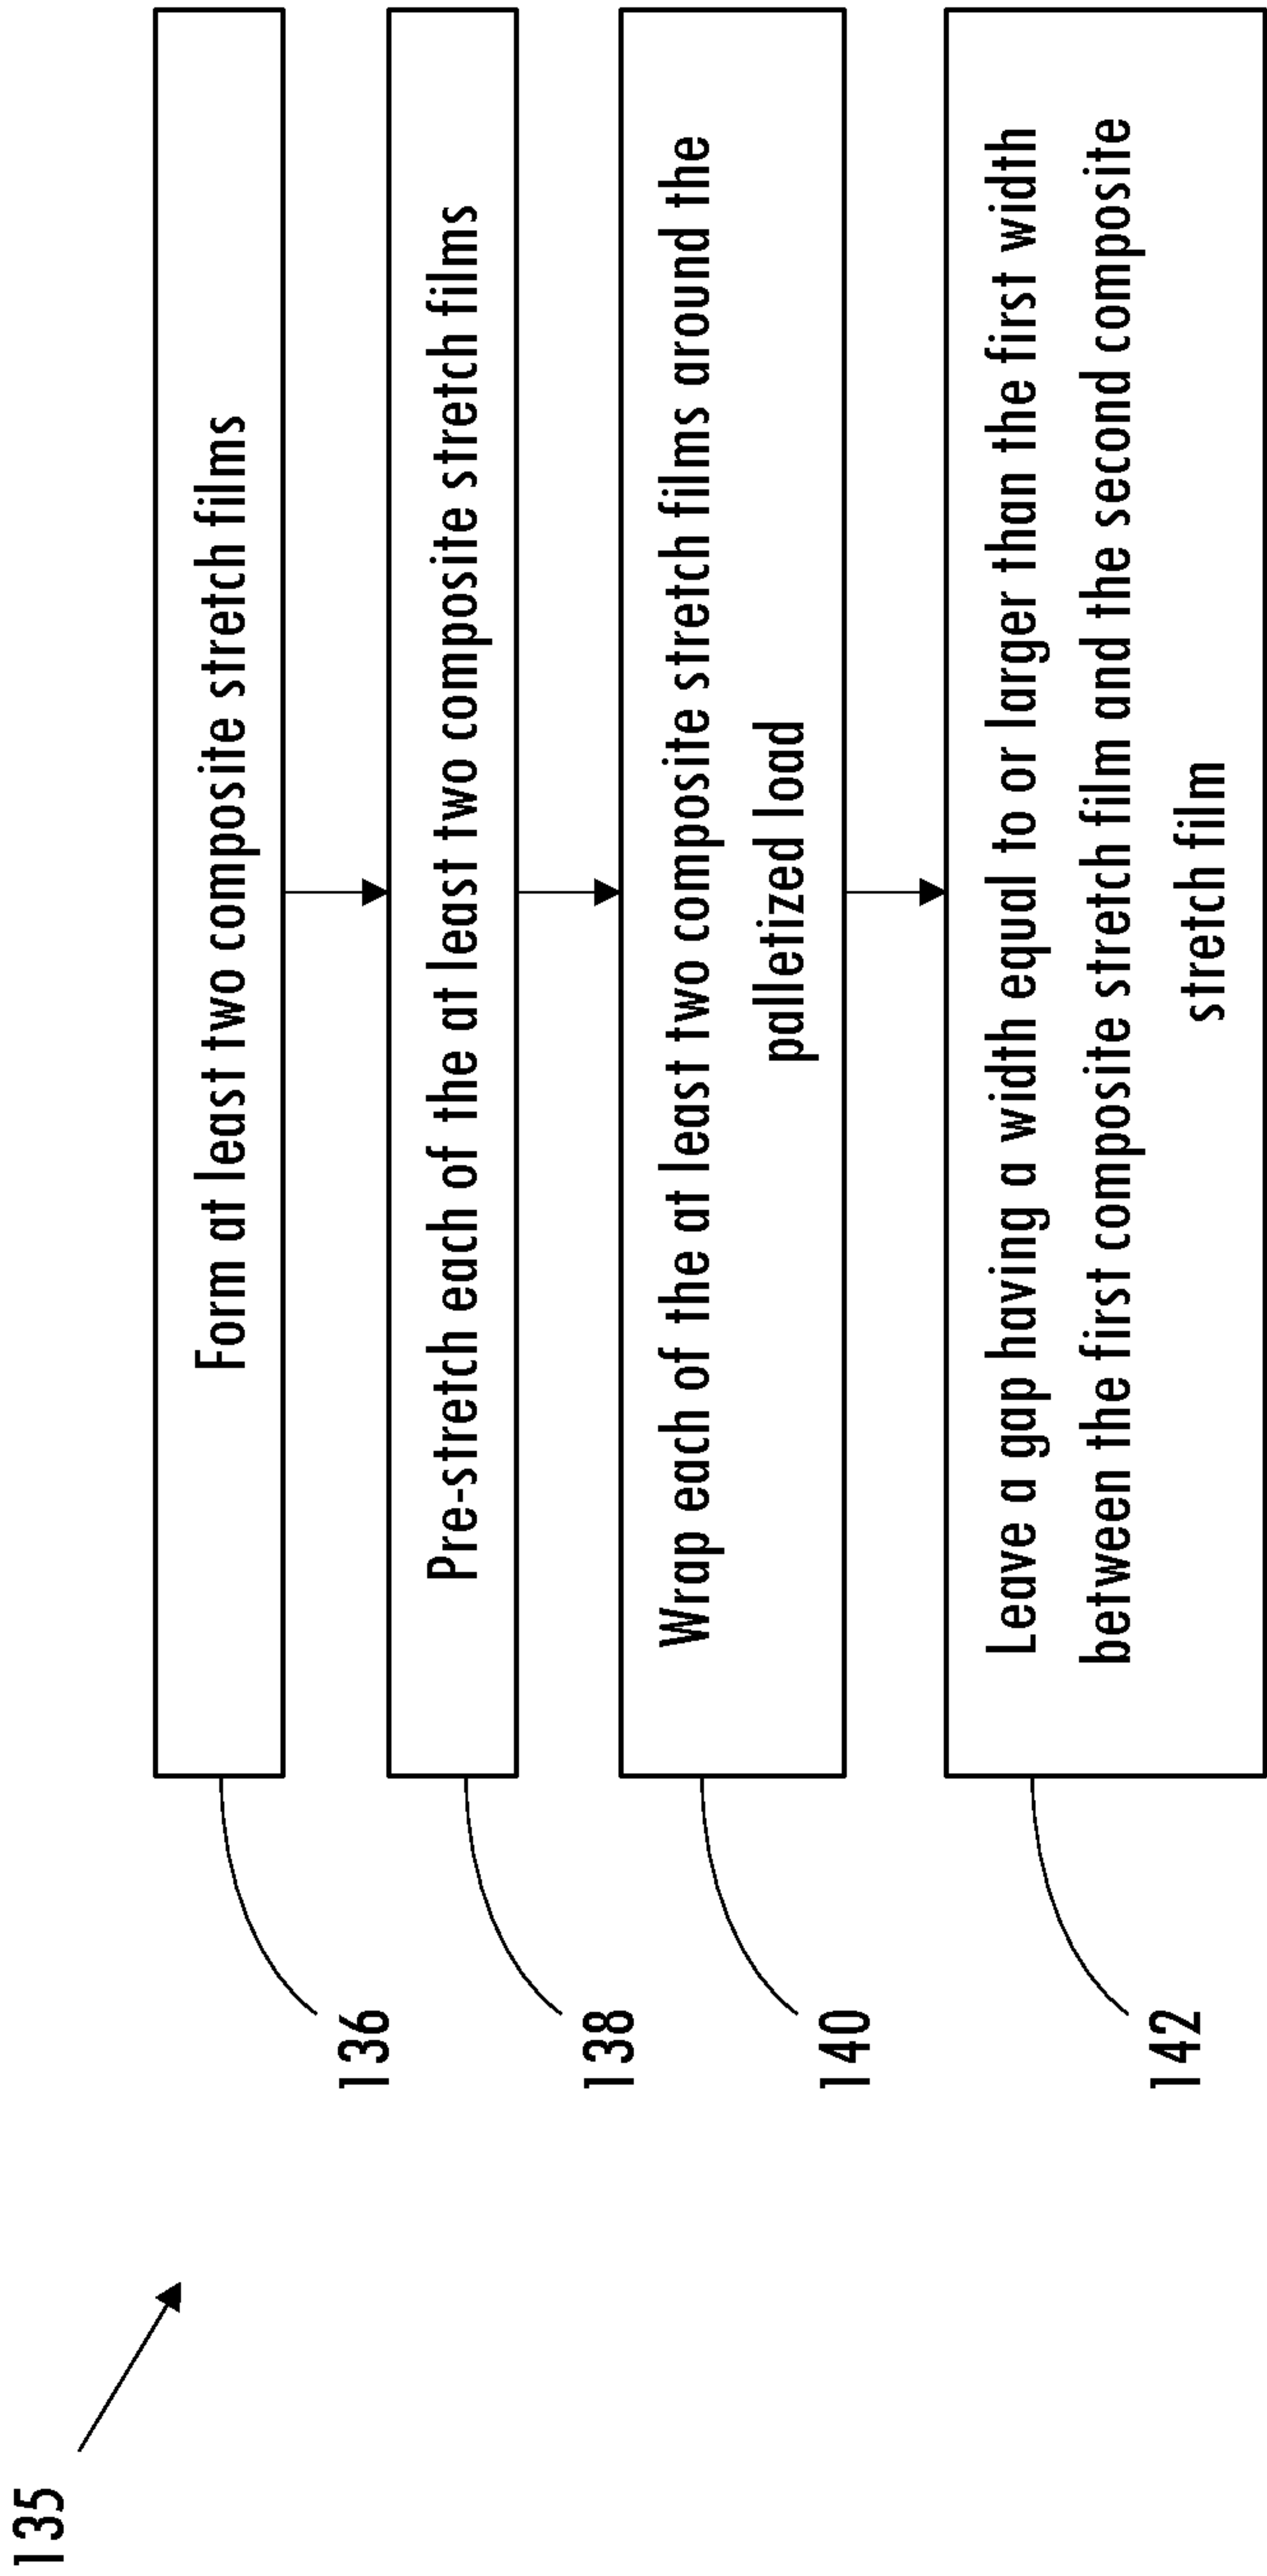 135
136
Form at least two composite stretch films
138
Pre-stretch each of the at least two composite stretch films
140
Wrap each of the at least two composite stretch films around the
palletized load
142
Leave a gap having a width equal to or larger than the first width
between the first composite stretch film and the second composite
stretch film